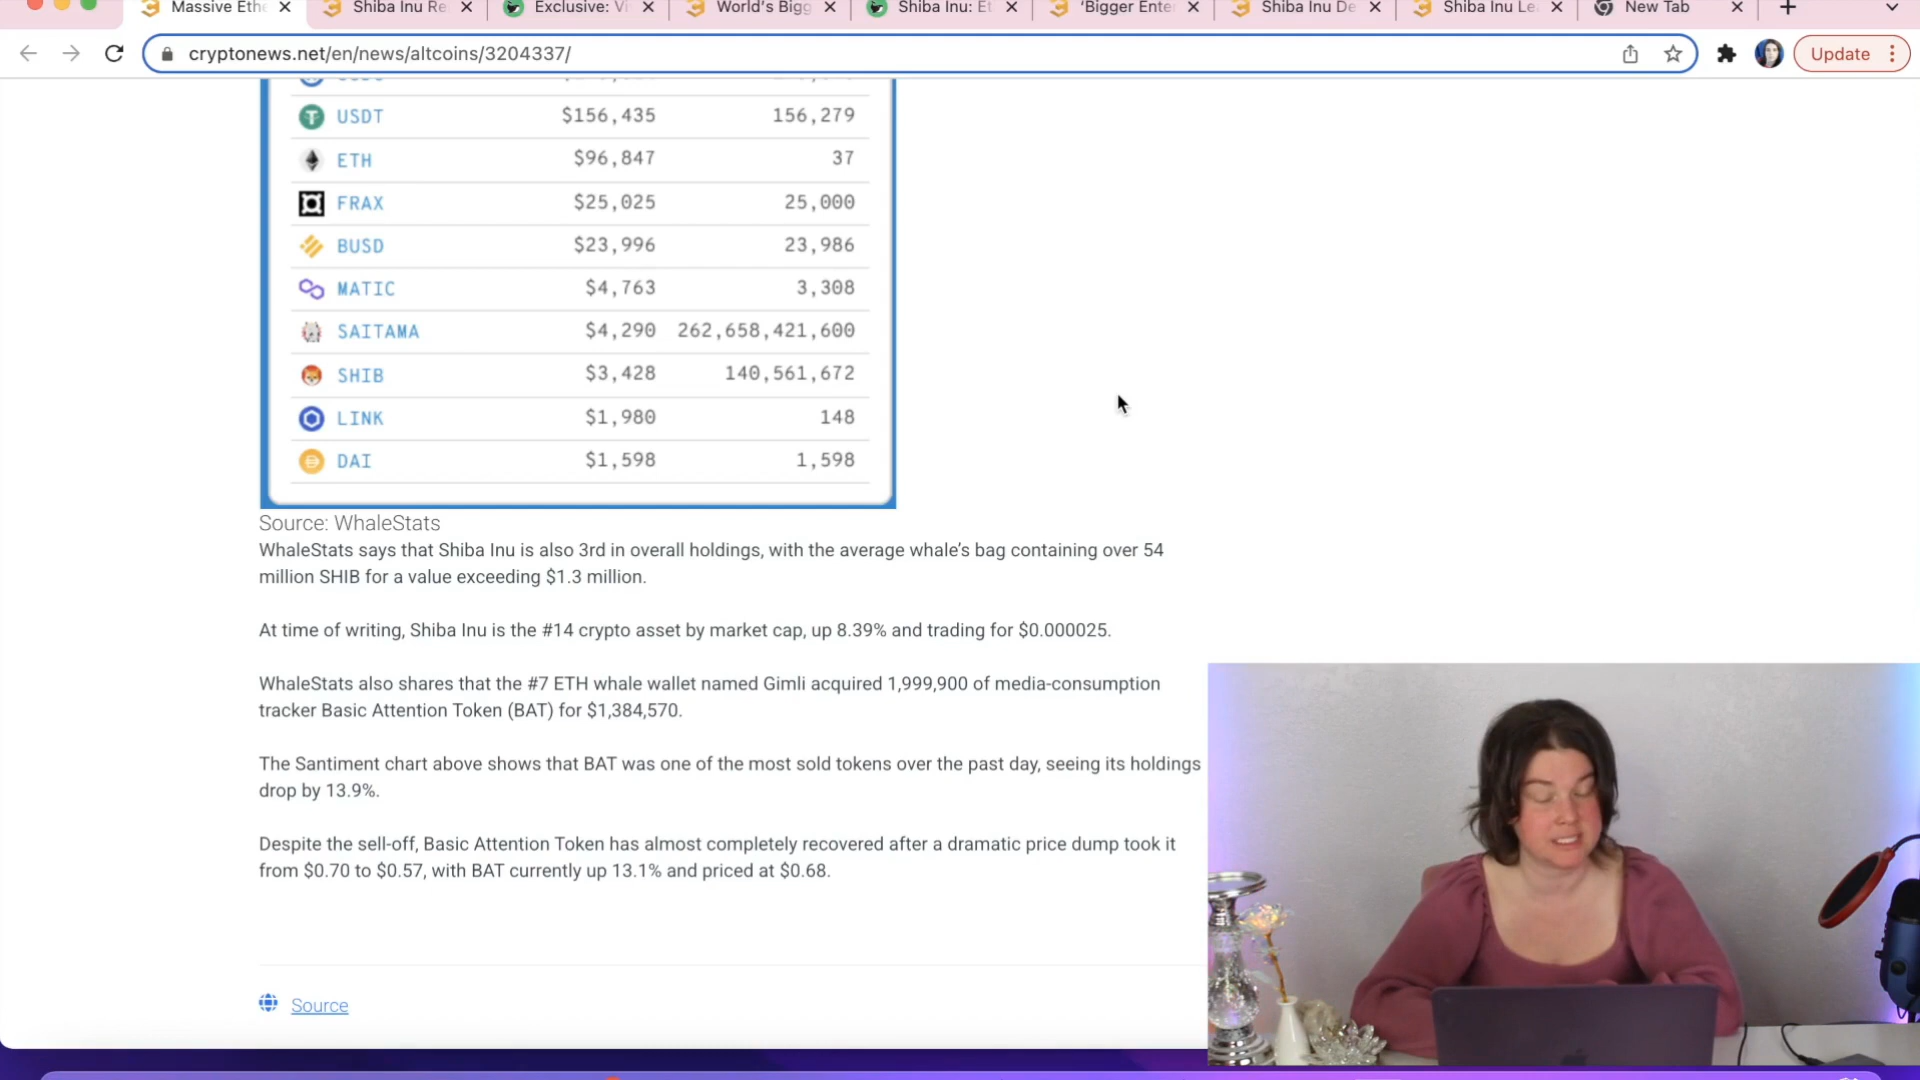 Massive Ethe
Shiba Inu Re
Exclusive: Vi
World's Bigg
Shiba Inu: Et
'Bigger Enter
Shiba Inu De
Shiba Inu Le
New Tab
cryptonews.net/en/news/altcoins/3204337/
Update
USDT $156,435 156,279
ETH $96,847 37
FRAX $25,025 25,000
BUSD $23,996 23,986
MATIC $4,763 3,308
SAITAMA $4,290 262,658,421,600
SHIB $3,428 140,561,672
LINK $1,980 148
DAI $1,598 1,598
Source: WhaleStats
WhaleStats says that Shiba Inu is also 3rd in overall holdings, with the average whale's bag containing over 54
million SHIB for a value exceeding $1.3 million.
At time of writing, Shiba Inu is the #14 crypto asset by market cap, up 8.39% and trading for $0.000025.
WhaleStats also shares that the #7 ETH whale wallet named Gimli acquired 1,999,900 of media-consumption
tracker Basic Attention Token (BAT) for $1,384,570.
The Santiment chart above shows that BAT was one of the most sold tokens over the past day, seeing its holdings
drop by 13.9%.
Despite the sell-off, Basic Attention Token has almost completely recovered after a dramatic price dump took it
from $0.70 to $0.57, with BAT currently up 13.1% and priced at $0.68.
Source